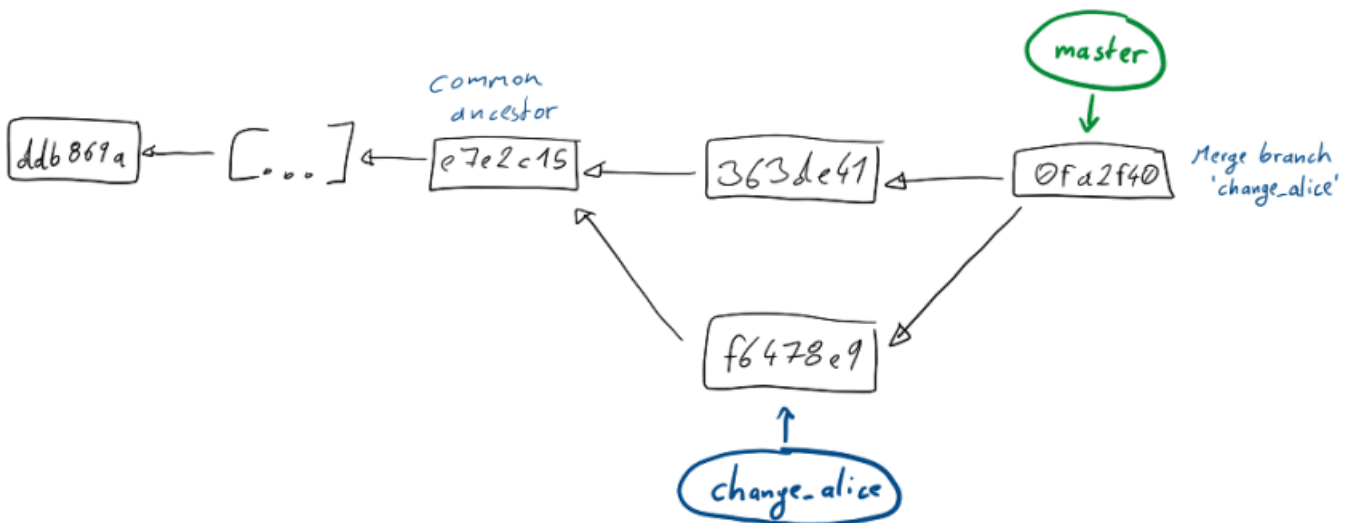 master
common
ancestor
ddb869a
[...]
e7e2c15
363de41
0fa2f40
Merge branch
'change_alice'
f6478e9
change_alice